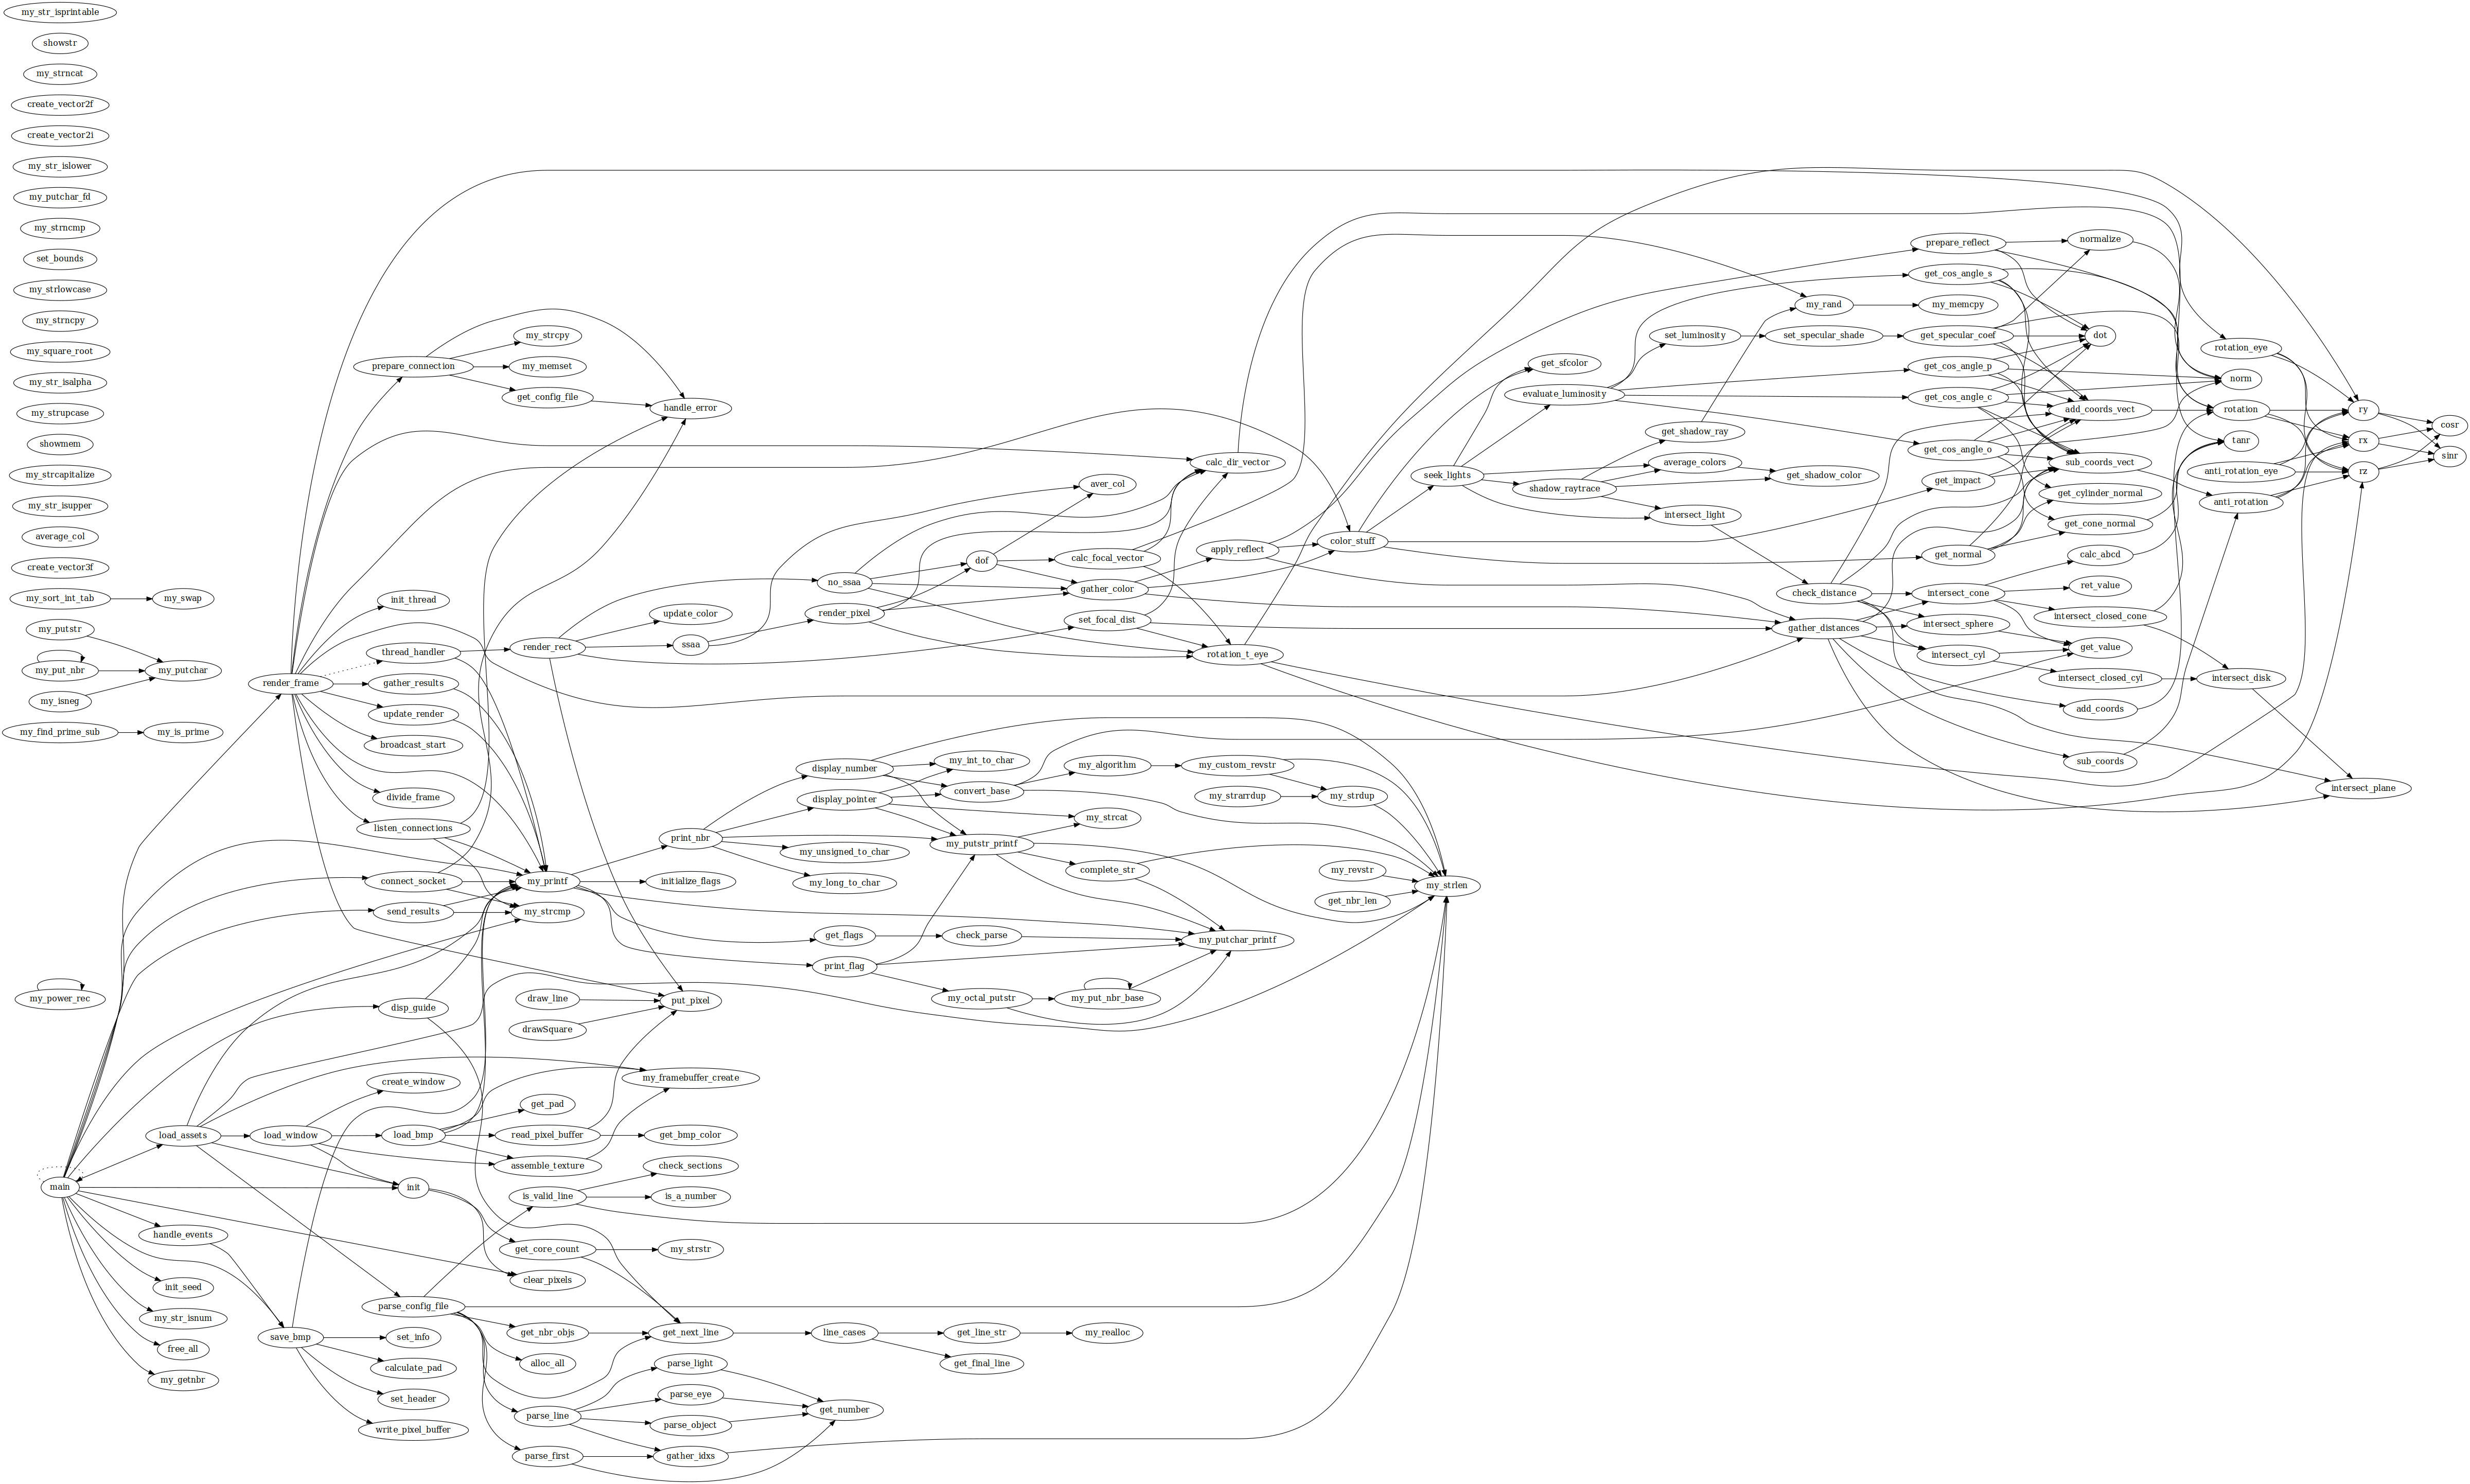 my_str_isprintable
showstr
my_strncat
create_vector2f
create_vector2i
my_str_islower
my_putchar_fd
my_strncmp
set_bounds
my_strlowcase
my_strncpy
my_square_root
my_str_isalpha
my_strupcase
showmem
my_strcapitalize
my_str_isupper
average_col
create_vector3f
my_sort_int_tab
my_swap
my_putstr
my_put_nbr
my_putchar
my_isneg
my_find_prime_sub
my_is_prime
my_power_rec
main
load_assets
handle_events
init_seed
my_str_isnum
free_all
my_getnbr
render_frame
load_window
save_bmp
prepare_connection
init_thread
thread_handler
gather_results
update_render
broadcast_start
divide_frame
listen_connections
connect_socket
send_results
disp_guide
create_window
load_bmp
init
parse_config_file
set_info
calculate_pad
set_header
write_pixel_buffer
my_strcpy
my_memset
get_config_file
render_rect
my_printf
my_strcmp
draw_line
drawSquare
get_pad
read_pixel_buffer
assemble_texture
is_valid_line
get_core_count
clear_pixels
get_nbr_objs
alloc_all
parse_line
parse_first
handle_error
update_color
ssaa
print_nbr
initialize_flags
put_pixel
my_framebuffer_create
get_bmp_color
check_sections
is_a_number
my_strstr
get_next_line
parse_light
parse_eye
parse_object
gather_idxs
no_ssaa
render_pixel
display_number
display_pointer
my_unsigned_to_char
my_long_to_char
get_flags
print_flag
line_cases
get_number
dof
my_int_to_char
convert_base
my_putstr_printf
check_parse
my_octal_putstr
get_line_str
get_final_line
aver_col
calc_focal_vector
gather_color
set_focal_dist
my_algorithm
my_strcat
complete_str
my_put_nbr_base
my_realloc
calc_dir_vector
apply_reflect
rotation_t_eye
my_custom_revstr
my_strarrdup
my_putchar_printf
color_stuff
my_strdup
my_revstr
get_nbr_len
seek_lights
my_strlen
get_sfcolor
evaluate_luminosity
shadow_raytrace
set_luminosity
get_shadow_ray
average_colors
intersect_light
my_rand
set_specular_shade
get_shadow_color
check_distance
gather_distances
prepare_reflect
get_cos_angle_s
my_memcpy
get_specular_coef
get_cos_angle_p
get_cos_angle_c
get_cos_angle_o
get_impact
get_normal
intersect_cone
intersect_sphere
intersect_cyl
normalize
dot
add_coords_vect
sub_coords_vect
get_cylinder_normal
get_cone_normal
calc_abcd
ret_value
intersect_closed_cone
get_value
intersect_closed_cyl
add_coords
sub_coords
rotation_eye
norm
rotation
tanr
anti_rotation_eye
anti_rotation
intersect_disk
ry
rx
rz
intersect_plane
cosr
sinr